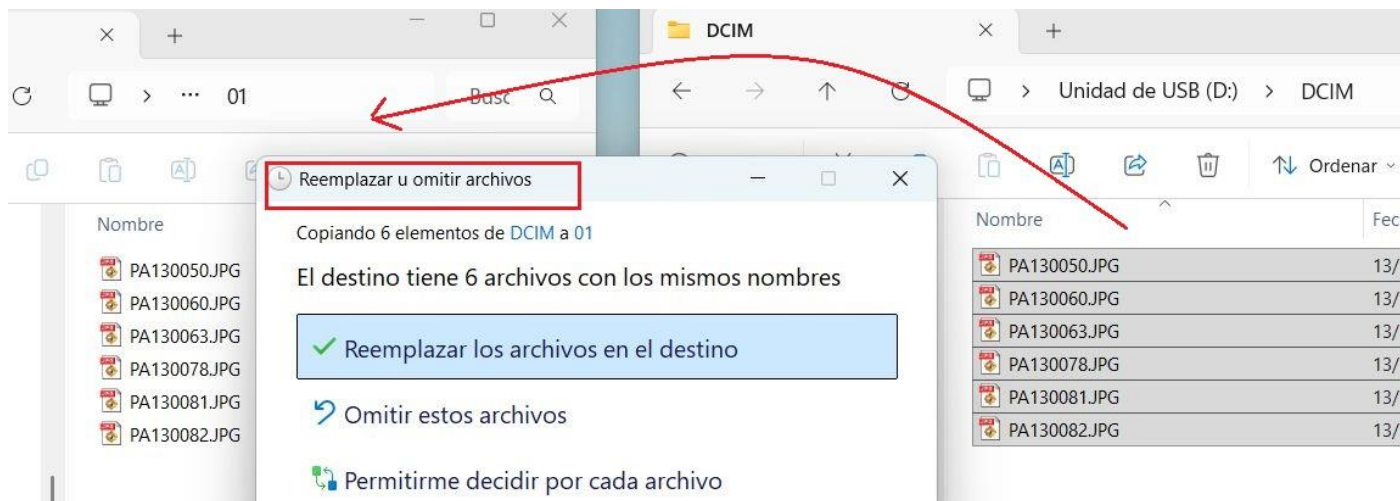 01
Busc
DCIM
Unidad de USB (D:) > DCIM
Ordenar
Reemplazar u omitir archivos
Nombre
PA130050.JPG
PA130060.JPG
PA130063.JPG
PA130078.JPG
PA130081.JPG
PA130082.JPG
Copiando 6 elementos de DCIM a 01
El destino tiene 6 archivos con los mismos nombres
Reemplazar los archivos en el destino
Omitir estos archivos
Permitirme decidir por cada archivo
Nombre Fec
PA130050.JPG 13/
PA130060.JPG 13/
PA130063.JPG 13/
PA130078.JPG 13/
PA130081.JPG 13/
PA130082.JPG 13/